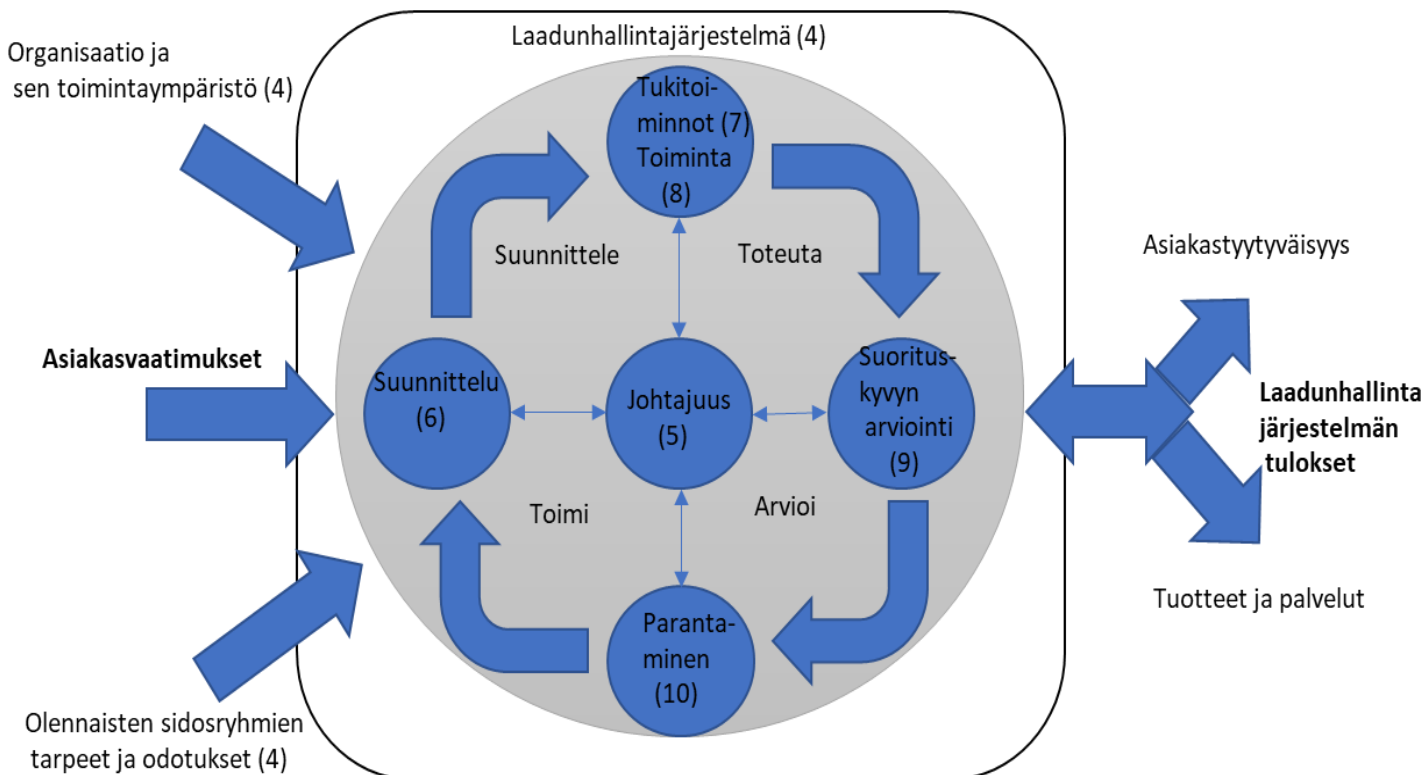 Organisaatio ja
sen toimintaympäristö (4)
Laadunhallintajärjestelmä (4)
Tukitoi-
minnot (7)
Toiminta
(8)
Suunnittele
Toteuta
Asiakastyytyväisyys
Asiakasvaatimukset
Suunnittelu
(6)
Johtajuus
(5)
Suoritus-
kyvyn
arviointi
(9)
Laadunhallinta
järjestelmän
tulokset
Toimi
Arvioi
Paranta-
minen
(10)
Tuotteet ja palvelut
Olennaisten sidosryhmien
tarpeet ja odotukset (4)